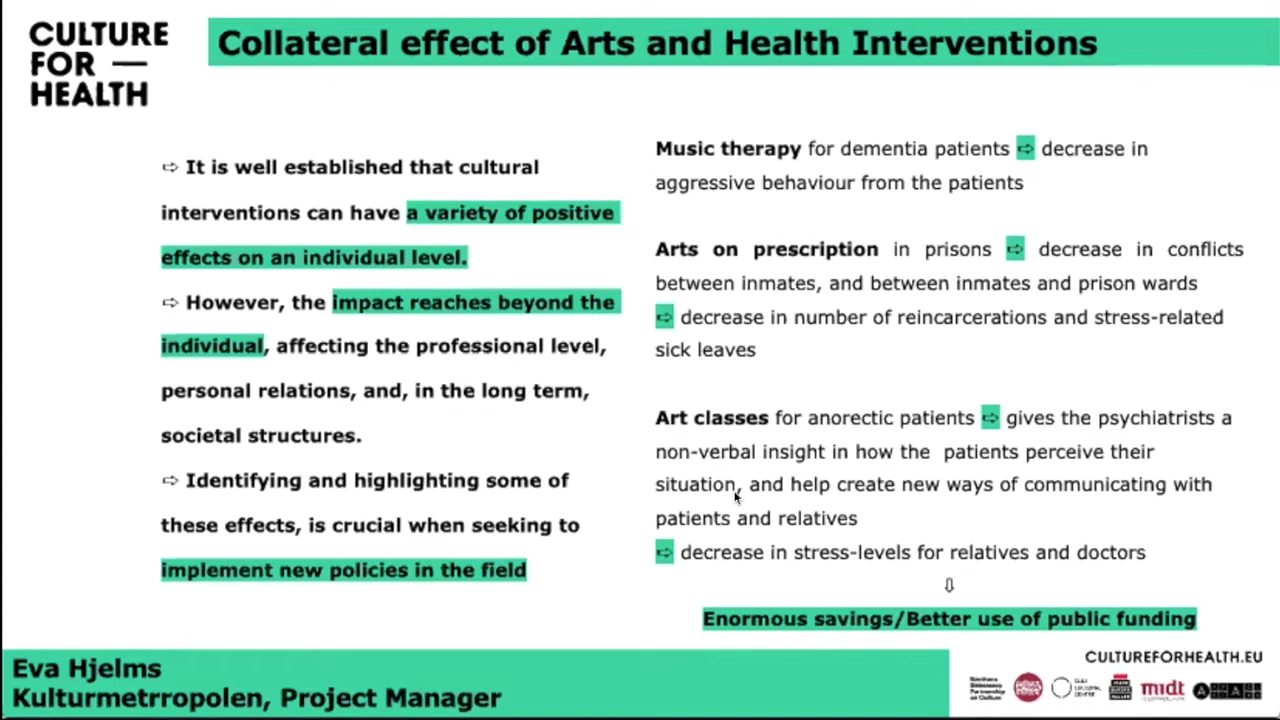 CULTURE
FOR —
HEALTH
Collateral effect of Arts and Health Interventions
⇨ It is well established that cultural
interventions can have a variety of positive
effects on an individual level.
⇨ However, the impact reaches beyond the
individual, affecting the professional level,
personal relations, and, in the long term,
societal structures.
⇨ Identifying and highlighting some of
these effects, is crucial when seeking to
implement new policies in the field
Music therapy for dementia patients ⇨ decrease in
aggressive behaviour from the patients
Arts on prescription in prisons ⇨ decrease in conflicts
between inmates, and between inmates and prison wards
⇨ decrease in number of reincarcerations and stress-related
sick leaves
Art classes for anorectic patients ⇨ gives the psychiatrists a
non-verbal insight in how the patients perceive their
situation, and help create new ways of communicating with
patients and relatives
⇨ decrease in stress-levels for relatives and doctors
⇩
Enormous savings/Better use of public funding
Eva Hjelms
Kulturmetrropolen, Project Manager
CULTUREFORHEALTH.EU
midt